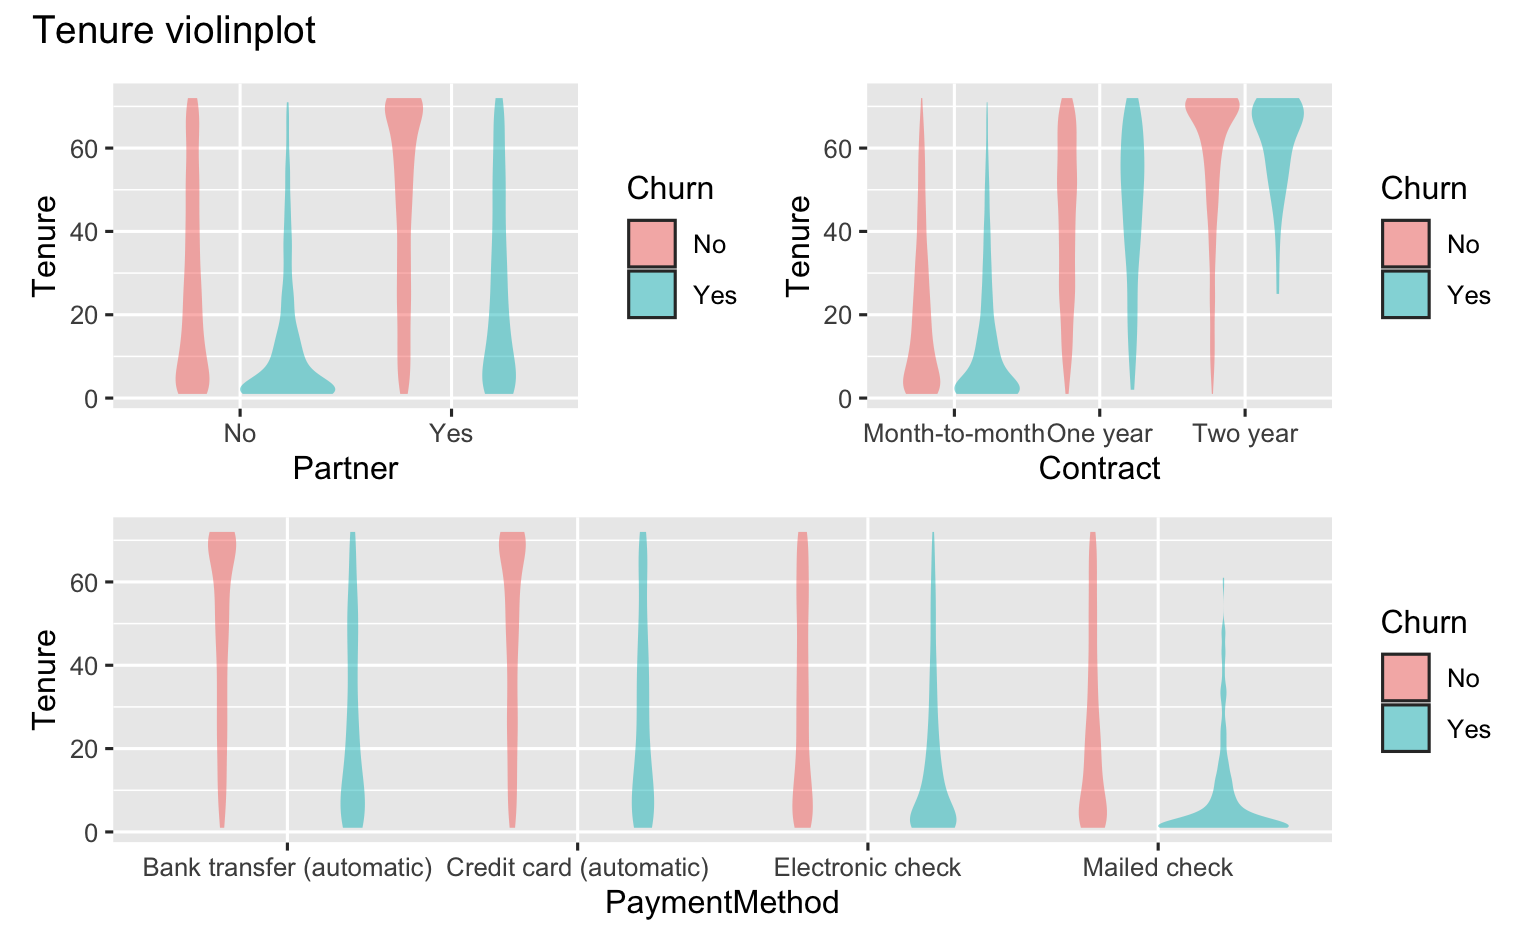 Tenure violinplot
Tenure
60
40
20
0
No
Yes
Partner
Churn
No
Yes
Tenure
60
40
20
0
Month-to-month
One year
Two year
Contract
Churn
No
Yes
Tenure
60
40
20
0
Bank transfer (automatic)
Credit card (automatic)
Electronic check
Mailed check
PaymentMethod
Churn
No
Yes